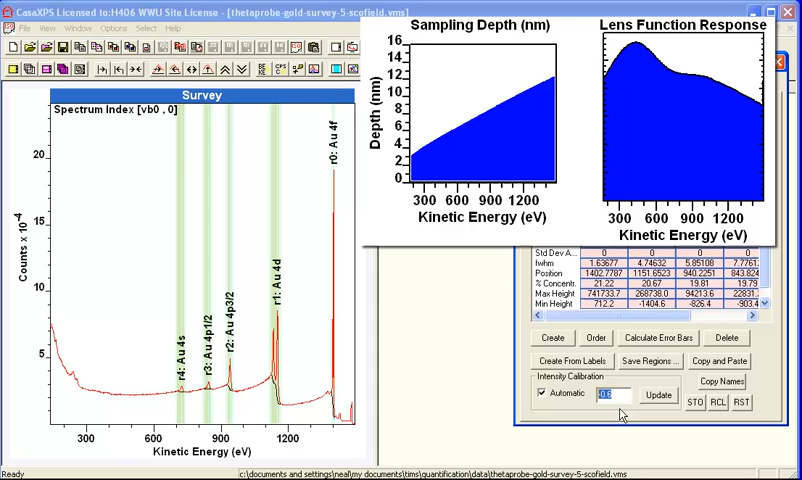 CasaXPS Licensed to:H406 WWU Site License - [thetaprobe-gold-survey-5-scofield.vms]
File View Options Select Help
Survey
Spectrum Index [vb0 , 0]
Counts x 10-4
20
15
10
5
r4: Au 4s
r3: Au 4p1/2
r2: Au 4p3/2
r1: Au 4d
r0: Au 4f
300 600 900 1200
Kinetic Energy (eV)
Sampling Depth (nm)
Depth (nm)
16
14
12
10
8
6
4
2
0
300 600 900 1200
Kinetic Energy (eV)
Lens Function Response
300 600 900 1200
Kinetic Energy (eV)
Std Dev A... 0 0 0 0
fwhm 1.63677 4.74632 5.85108 7.7761
Position 1402.7787 1151.6523 940.2251 843.824
% Concentr. 21.22 20.67 19.81 19.79
Max Height 741733.7 268738.0 94213.6 22831.
Min Height 712.2 -1404.6 -826.4 -903.4
Create Order Calculate Error Bars Delete
Create From Labels Save Regions ... Copy and Paste
Intensity Calibration
Copy Names
Automatic -0.6 Update
STO RCL RST
Ready
c:\documents and settings\neal\my documents\tims\quantification\data\thetaprobe-gold-survey-5-scofield.vms